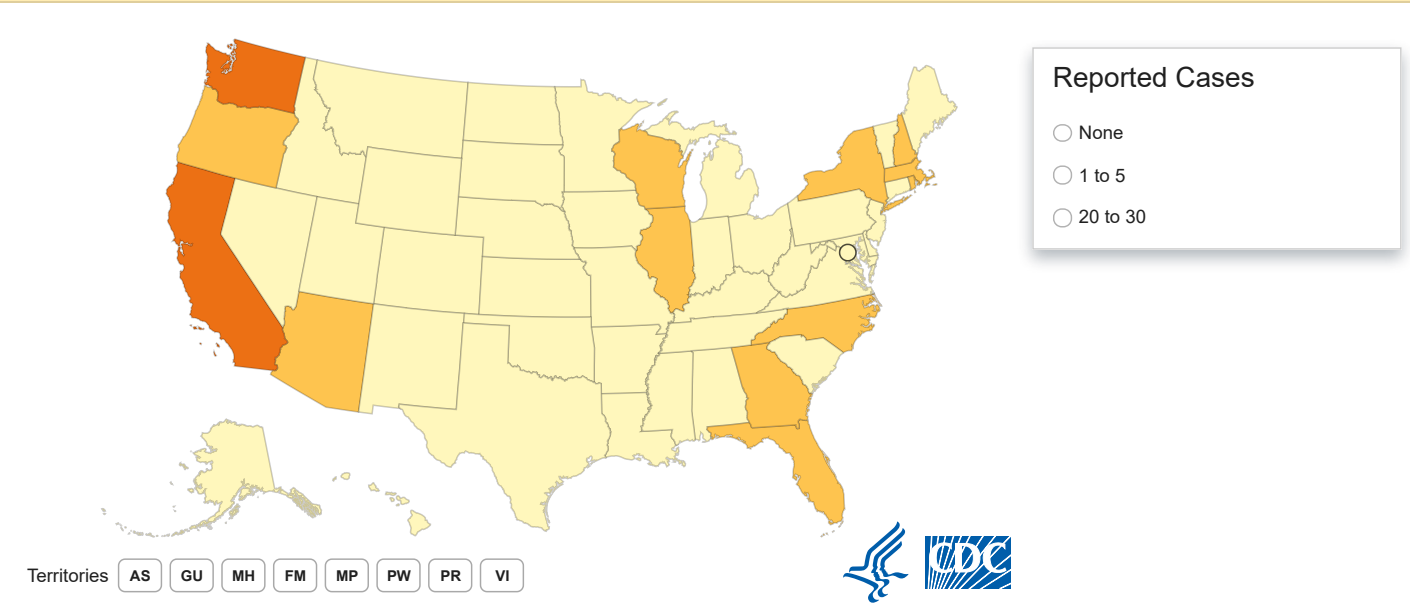 Reported Cases
None
1 to 5
20 to 30
Territories AS GU MH FM MP PW PR VI
CDC